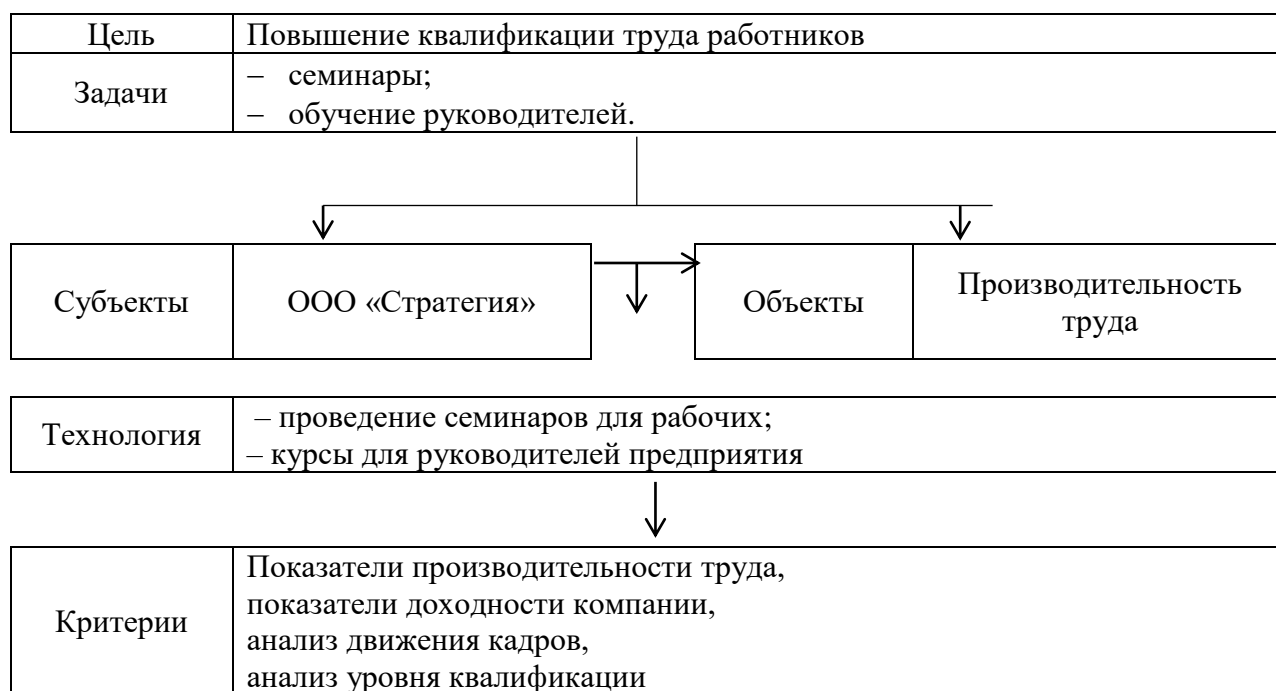 Цель Повышение квалификации труда работников
Задачи
– семинары;
– обучение руководителей.
Субъекты ООО «Стратегия»
Объекты
Производительность
труда
Технология
– проведение семинаров для рабочих;
– курсы для руководителей предприятия
Критерии
Показатели производительности труда,
показатели доходности компании,
анализ движения кадров,
анализ уровня квалификации